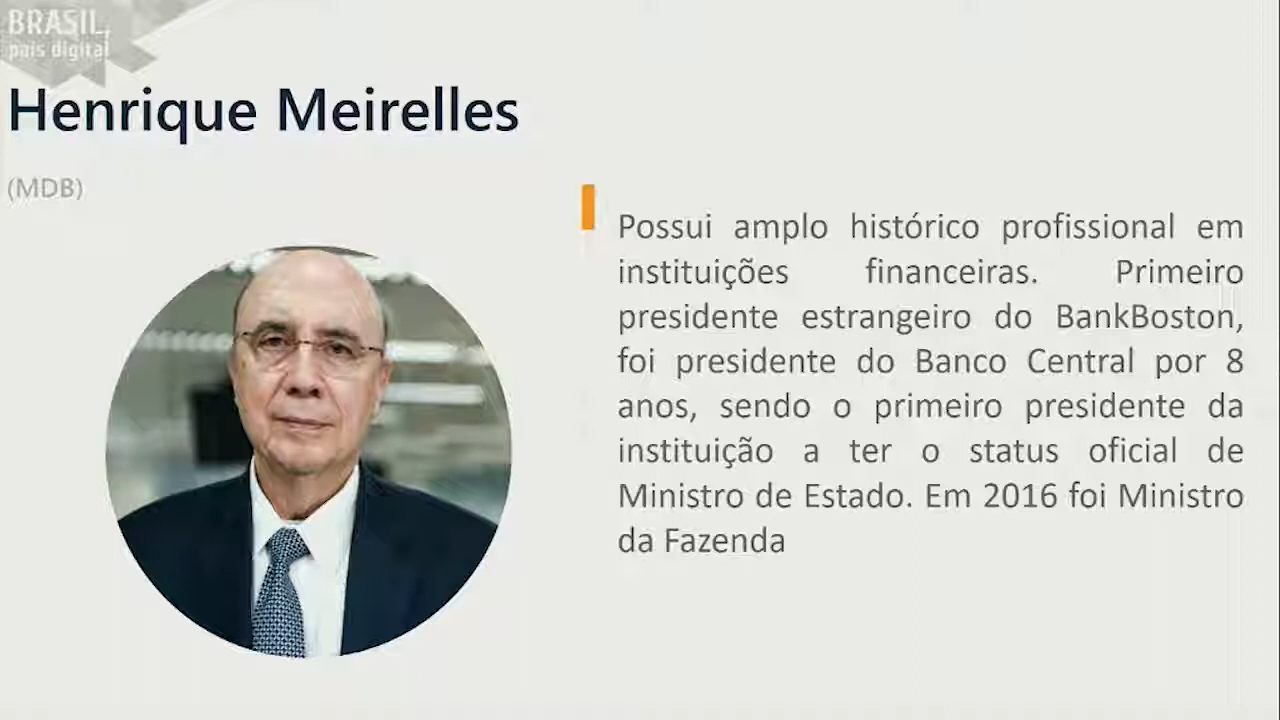 BRASIL,
país digital
Henrique Meirelles
(MDB)
Possui amplo histórico profissional em
instituições financeiras. Primeiro
presidente estrangeiro do BankBoston,
foi presidente do Banco Central por 8
anos, sendo o primeiro presidente da
instituição a ter o status oficial de
Ministro de Estado. Em 2016 foi Ministro
da Fazenda